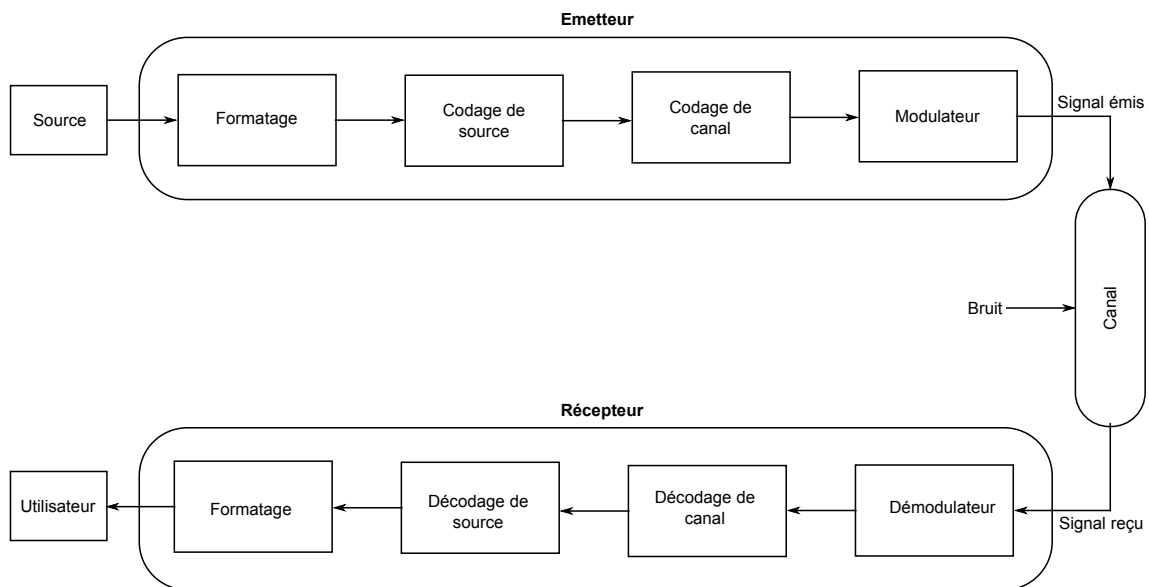 Emetteur
Source
Formatage
Codage de
source
Codage de
canal
Modulateur
Signal émis
Bruit
Canal
Récepteur
Utilisateur
Formatage
Décodage de
source
Décodage de
canal
Démodulateur
Signal reçu